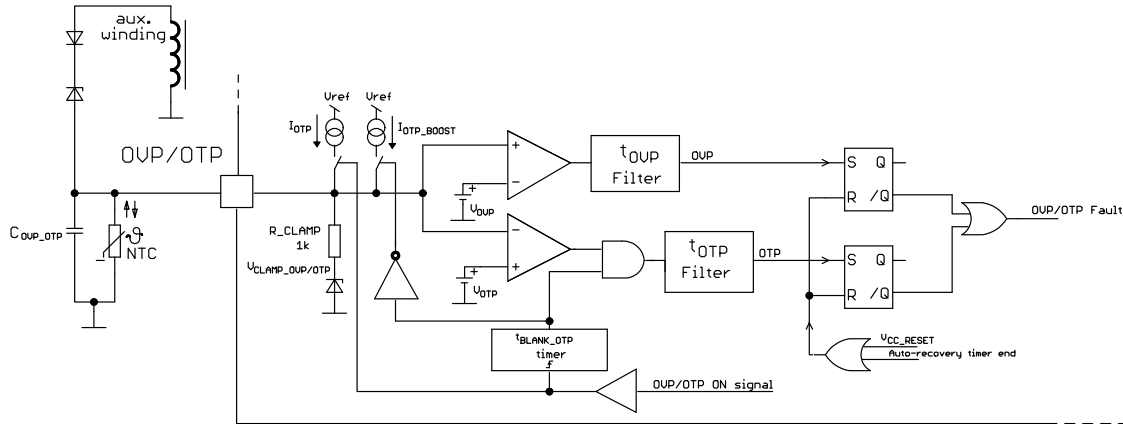 aux.
winding
OVP/OTP
COVP_OTP
ϑ
NTC
Vref
Vref
IOTP
IOTP_BOOST
R_CLAMP
1k
VCLAMP_OVP/OTP
+
−
VOVP
+
−
+
VOTP
+
tOVP
Filter
OVP
tOTP
Filter
OTP
tBLANK_OTP
timer
OVP/OTP ON signal
S Q
R /Q
S Q
R /Q
OVP/OTP Fault
VCC_RESET
Auto-recovery timer end